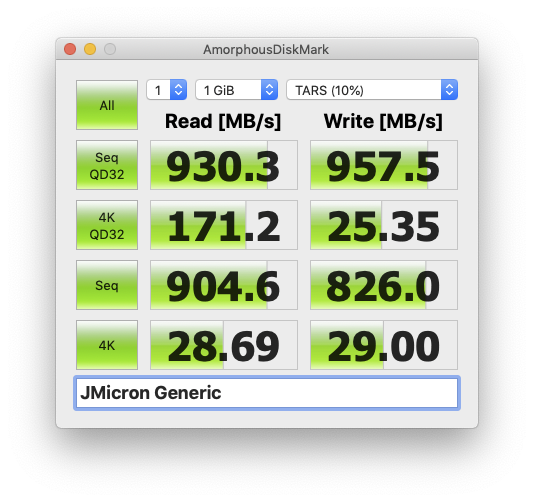 AmorphousDiskMark
All 1 1 GiB TARS (10%)
Read [MB/s] Write [MB/s]
Seq
QD32 930.3 957.5
4K
QD32 171.2 25.35
Seq 904.6 826.0
4K 28.69 29.00
JMicron Generic